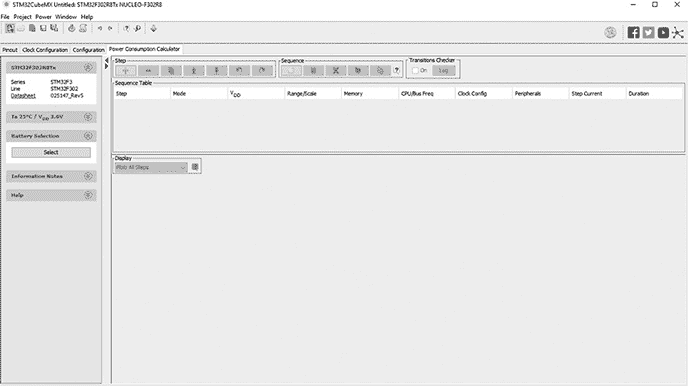 STM32CubeMX Untitled: STM32F302R8Tx NUCLEO-F302R8
File Project Power Window Help
Pinout Clock Configuration Configuration Power Consumption Calculator
Step Sequence Transitions Checker
On Log
STM32F302R8Tx
Series STM32F3
Line STM32F302
Datasheet 025147_Rev5
Ta 25°C / VDD 3.6V
Battery Selection
Select
Information Notes
Help
Sequence Table
Step Mode VDD Range/Scale Memory CPU/Bus Freq Clock Config Peripherals Step Current Duration
Display
Plot: All Steps